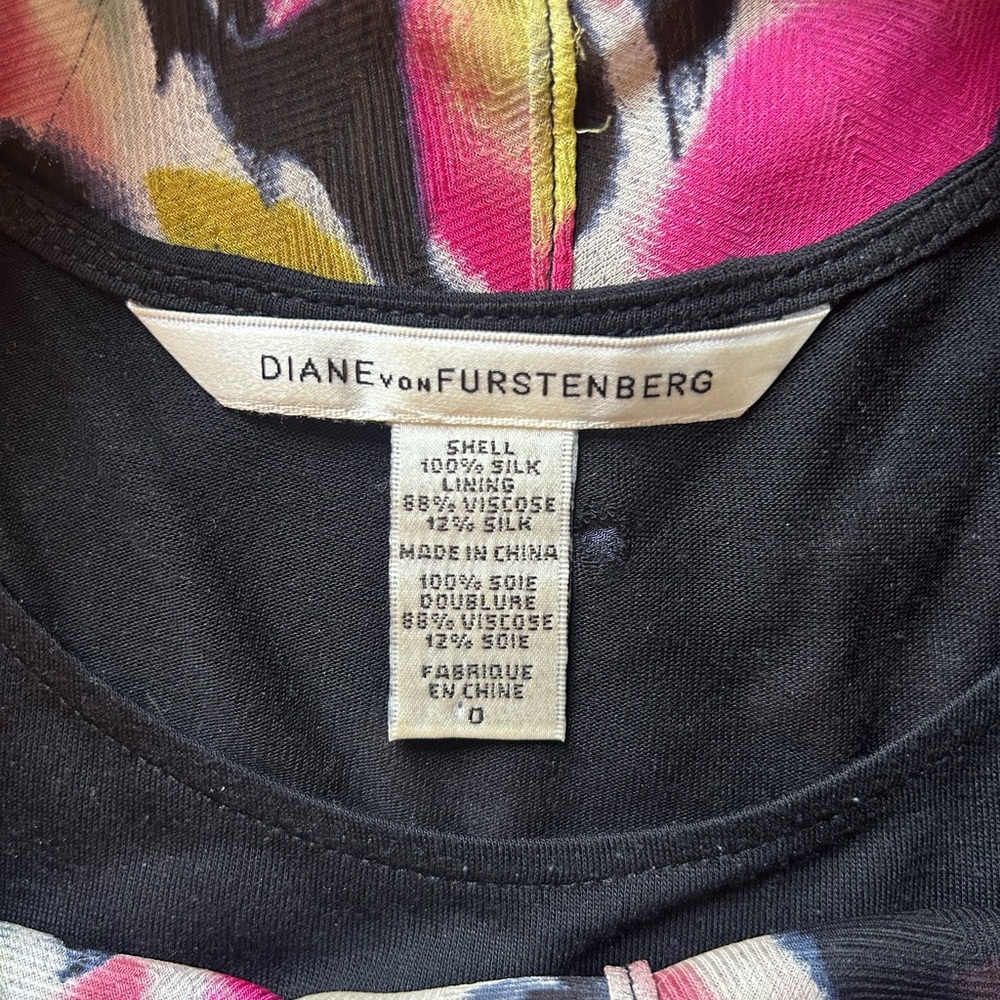 DIANE VON FURSTENBERG
SHELL
100% SILK
LINING
88% VISCOSE
12% SILK
MADE IN CHINA
100% SOIE
DOUBLURE
88% VISCOSE
12% SOIE
FABRIQUE
EN CHINE
0